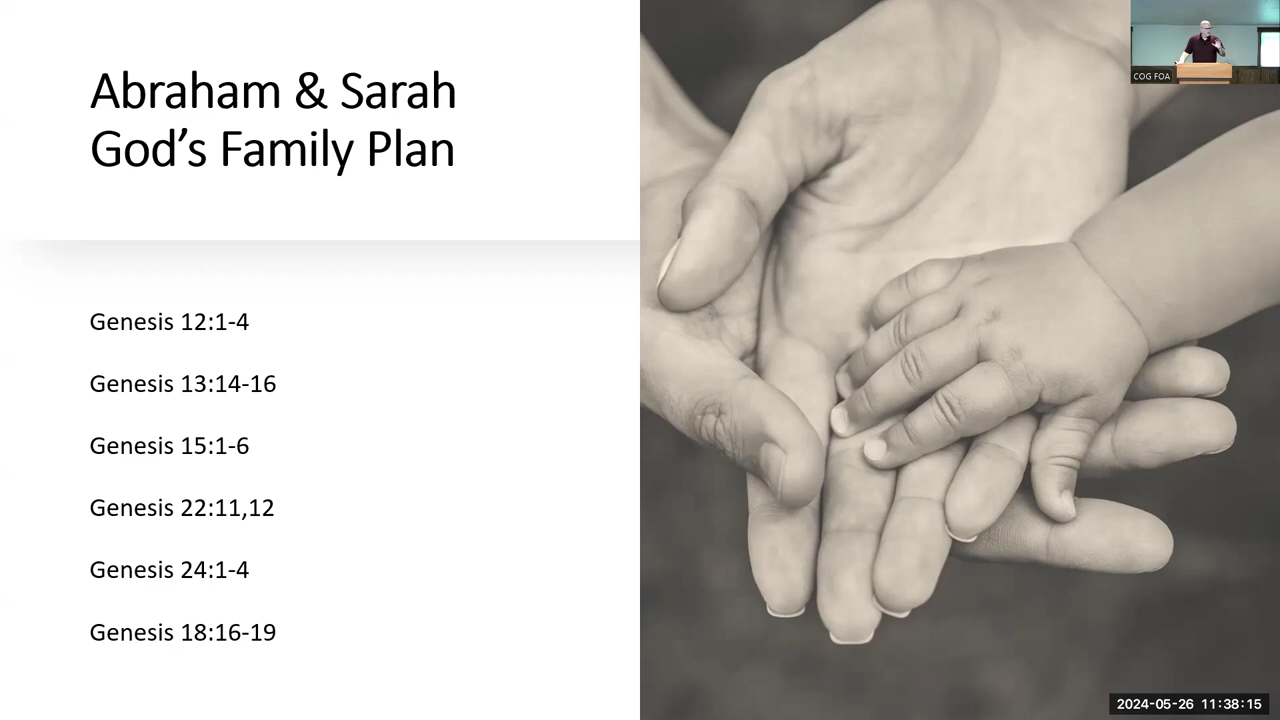 Abraham & Sarah
God’s Family Plan
Genesis 12:1-4
Genesis 13:14-16
Genesis 15:1-6
Genesis 22:11,12
Genesis 24:1-4
Genesis 18:16-19
COG FOA
2024-05-26 11:38:15